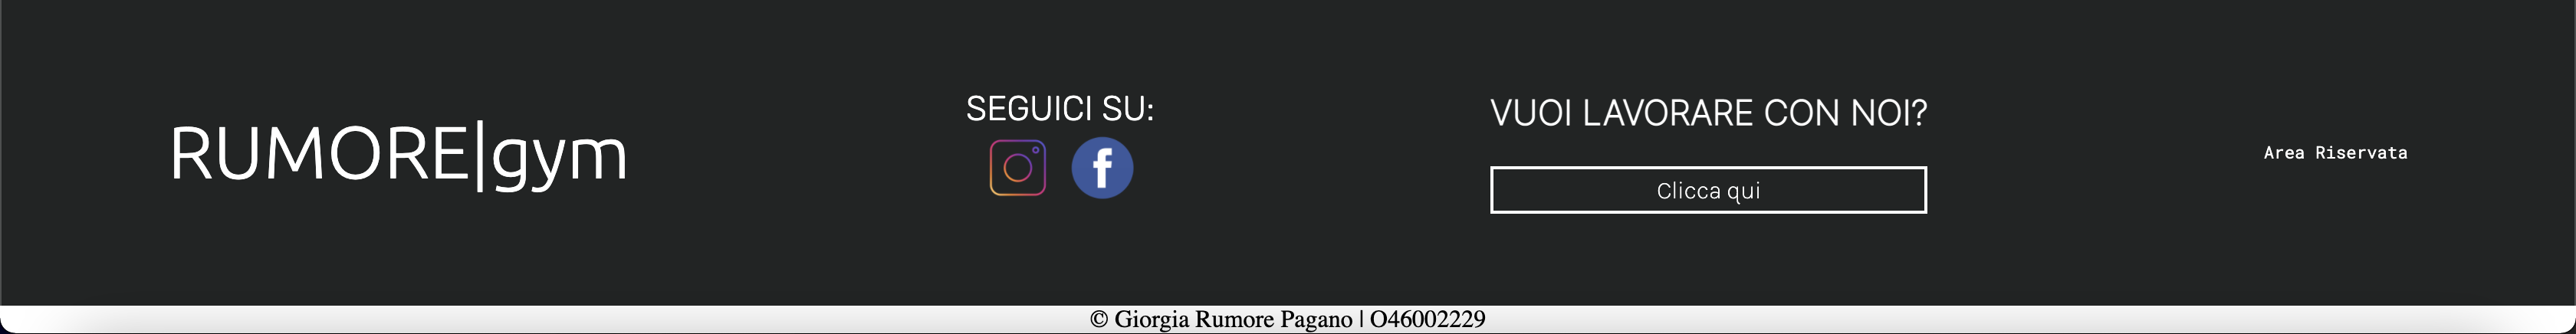 RUMORE|gym
SEGUICI SU:
VUOI LAVORARE CON NOI?
Clicca qui
Area Riservata
© Giorgia Rumore Pagano | O46002229